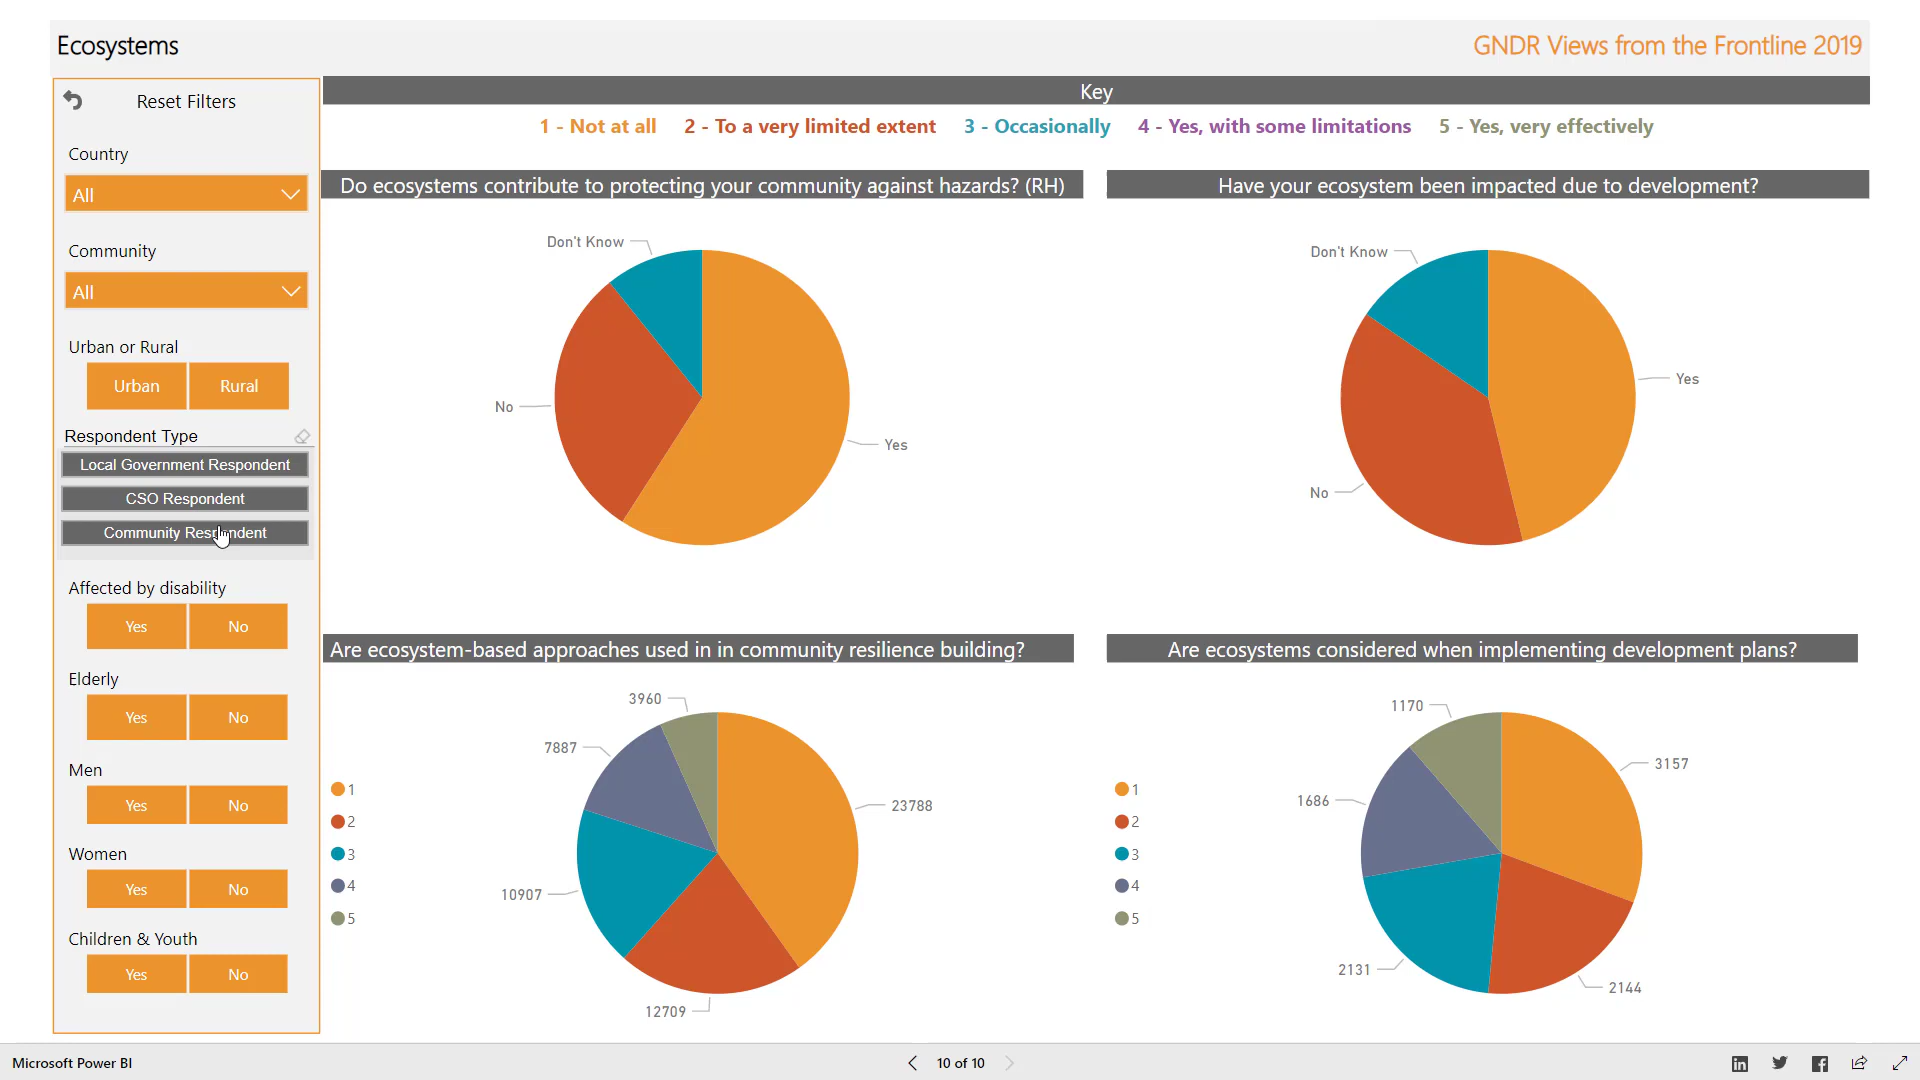 Ecosystems
GNDR Views from the Frontline 2019
Reset Filters
Country
All
Community
All
Urban or Rural
Urban
Rural
Respondent Type
Local Government Respondent
CSO Respondent
Community Respondent
Affected by disability
Yes
No
Elderly
Yes
No
Men
Yes
No
Women
Yes
No
Children & Youth
Yes
No
Key
1 - Not at all
2 - To a very limited extent
3 - Occasionally
4 - Yes, with some limitations
5 - Yes, very effectively
Do ecosystems contribute to protecting your community against hazards? (RH)
Don't Know
No
Yes
Have your ecosystem been impacted due to development?
Don't Know
Yes
No
Are ecosystem-based approaches used in in community resilience building?
1
2
3
4
5
3960
7887
23788
10907
12709
Are ecosystems considered when implementing development plans?
1
2
3
4
5
1170
3157
1686
2131
2144
Microsoft Power BI
10 of 10